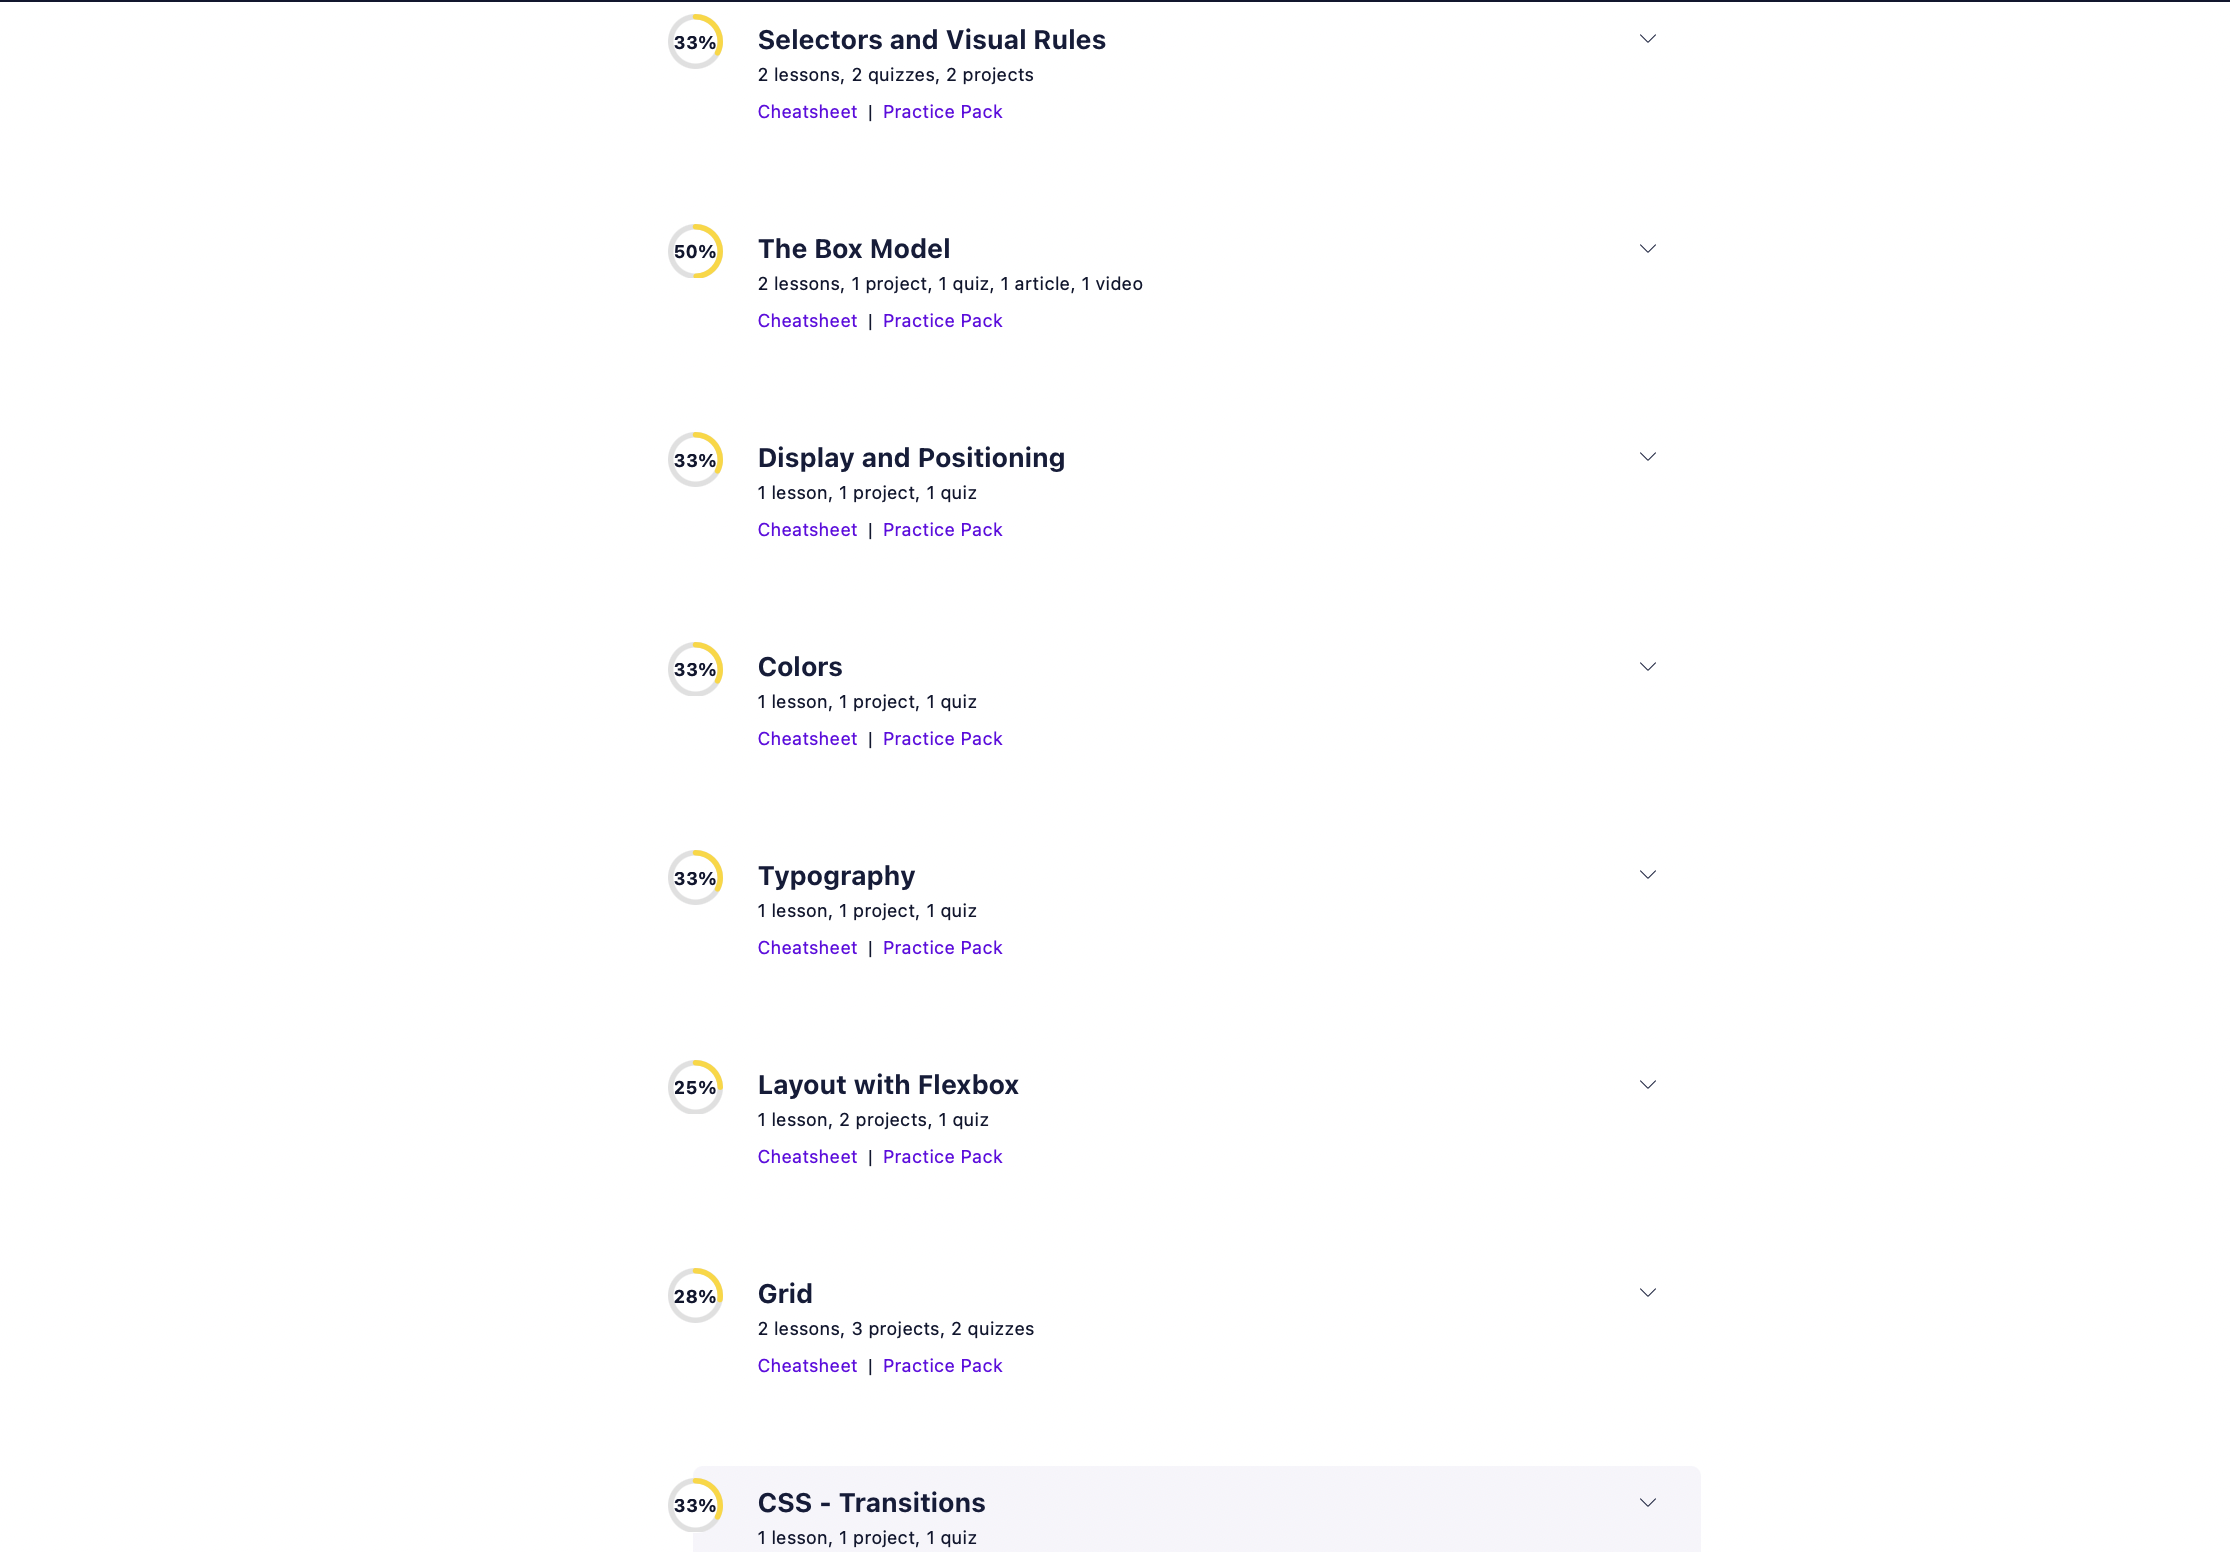 33%
Selectors and Visual Rules
2 lessons, 2 quizzes, 2 projects
Cheatsheet | Practice Pack
50%
The Box Model
2 lessons, 1 project, 1 quiz, 1 article, 1 video
Cheatsheet | Practice Pack
33%
Display and Positioning
1 lesson, 1 project, 1 quiz
Cheatsheet | Practice Pack
33%
Colors
1 lesson, 1 project, 1 quiz
Cheatsheet | Practice Pack
33%
Typography
1 lesson, 1 project, 1 quiz
Cheatsheet | Practice Pack
25%
Layout with Flexbox
1 lesson, 2 projects, 1 quiz
Cheatsheet | Practice Pack
28%
Grid
2 lessons, 3 projects, 2 quizzes
Cheatsheet | Practice Pack
33%
CSS - Transitions
1 lesson, 1 project, 1 quiz